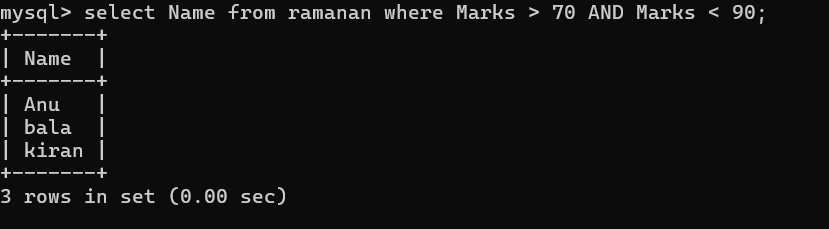 mysql> select Name from ramanan where Marks > 70 AND Marks < 90;
+-------+
| Name  |
+-------+
| Anu   |
| bala  |
| kiran |
+-------+
3 rows in set (0.00 sec)